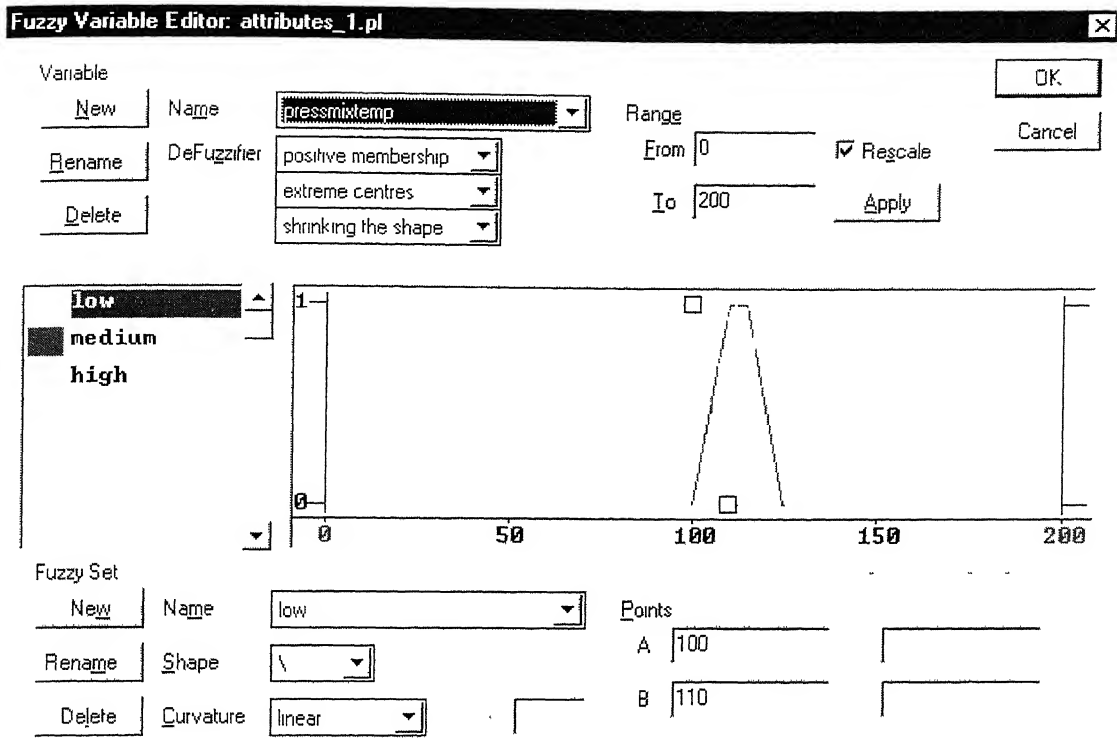 Fuzzy Variable Editor: attributes_1.pl
Variable
New
Name
pressmixtemp
Rename
DeFuzzifier
positive membership
extreme centres
shrinking the shape
Delete
Range
From
0
To
200
Rescale
Apply
OK
Cancel
low
medium
high
1
0
0
50
100
150
200
Fuzzy Set
New
Name
low
Rename
Shape
\
Delete
Curvature
linear
Points
A
100
B
110